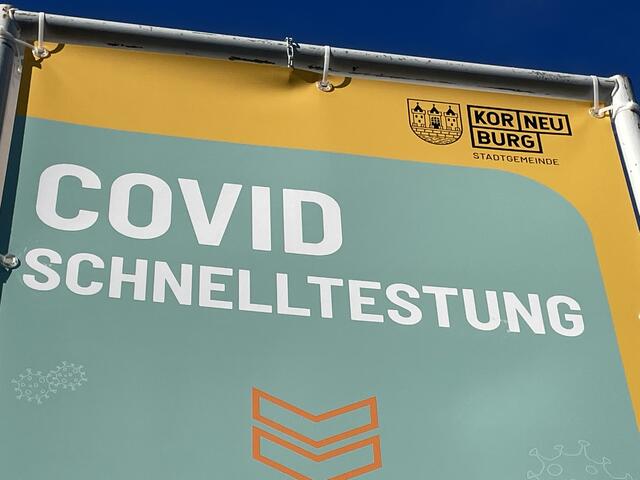 KOR NEU
BURG
STADTGEMEINDE
COVID
SCHNELLTESTUNG